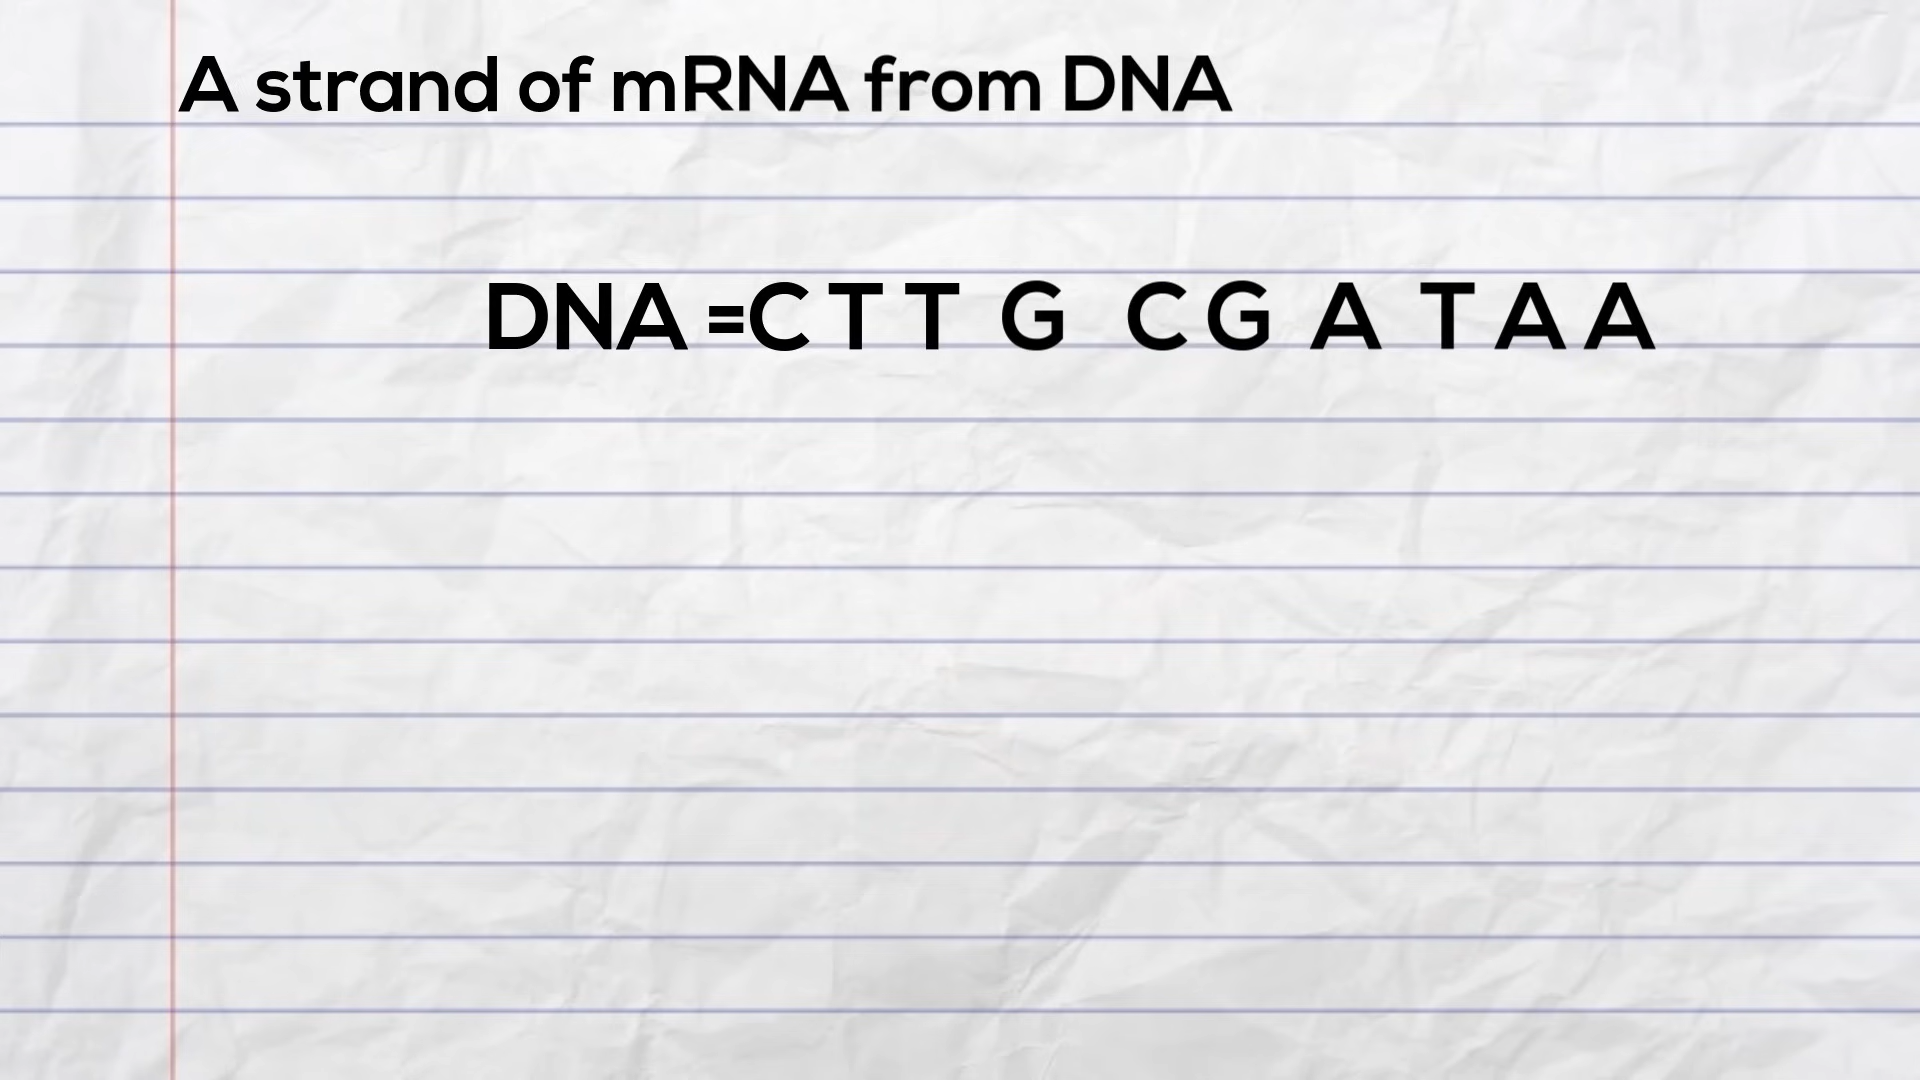 A strand of mRNA from DNA
DNA =C T T G C G A T A A